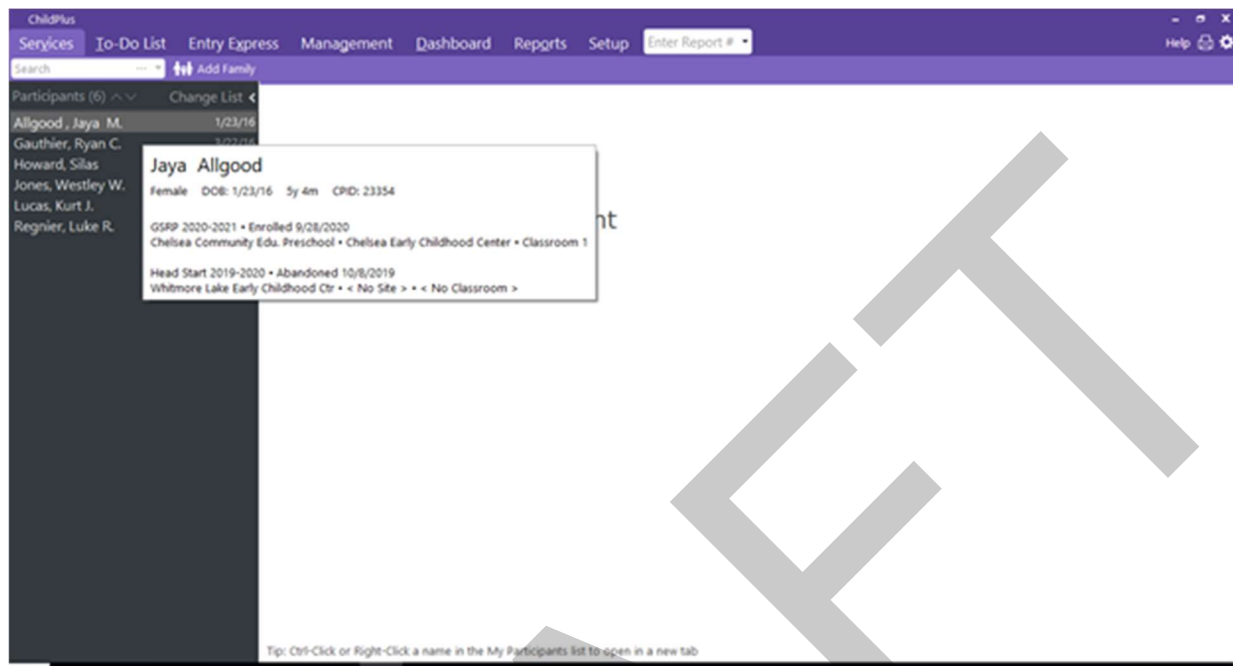 ChildPlus
Services To-Do List Entry Express Management Dashboard Reports Setup Enter Report #
Help
Search Add Family
Participants (6) Change List
Allgood , Jaya M. 1/23/16
Gauthier, Ryan C.
Howard, Silas
Jones, Westley W.
Lucas, Kurt J.
Regnier, Luke R.
Jaya Allgood
Female DOB: 1/23/16 5y 4m CPID: 23354
GSRP 2020-2021 • Enrolled 9/28/2020
Chelsea Community Edu. Preschool • Chelsea Early Childhood Center • Classroom 1
Head Start 2019-2020 • Abandoned 10/8/2019
Whitmore Lake Early Childhood Ctr • < No Site > • < No Classroom >
nt
Tip: Ctrl-Click or Right-Click a name in the My Participants list to open in a new tab